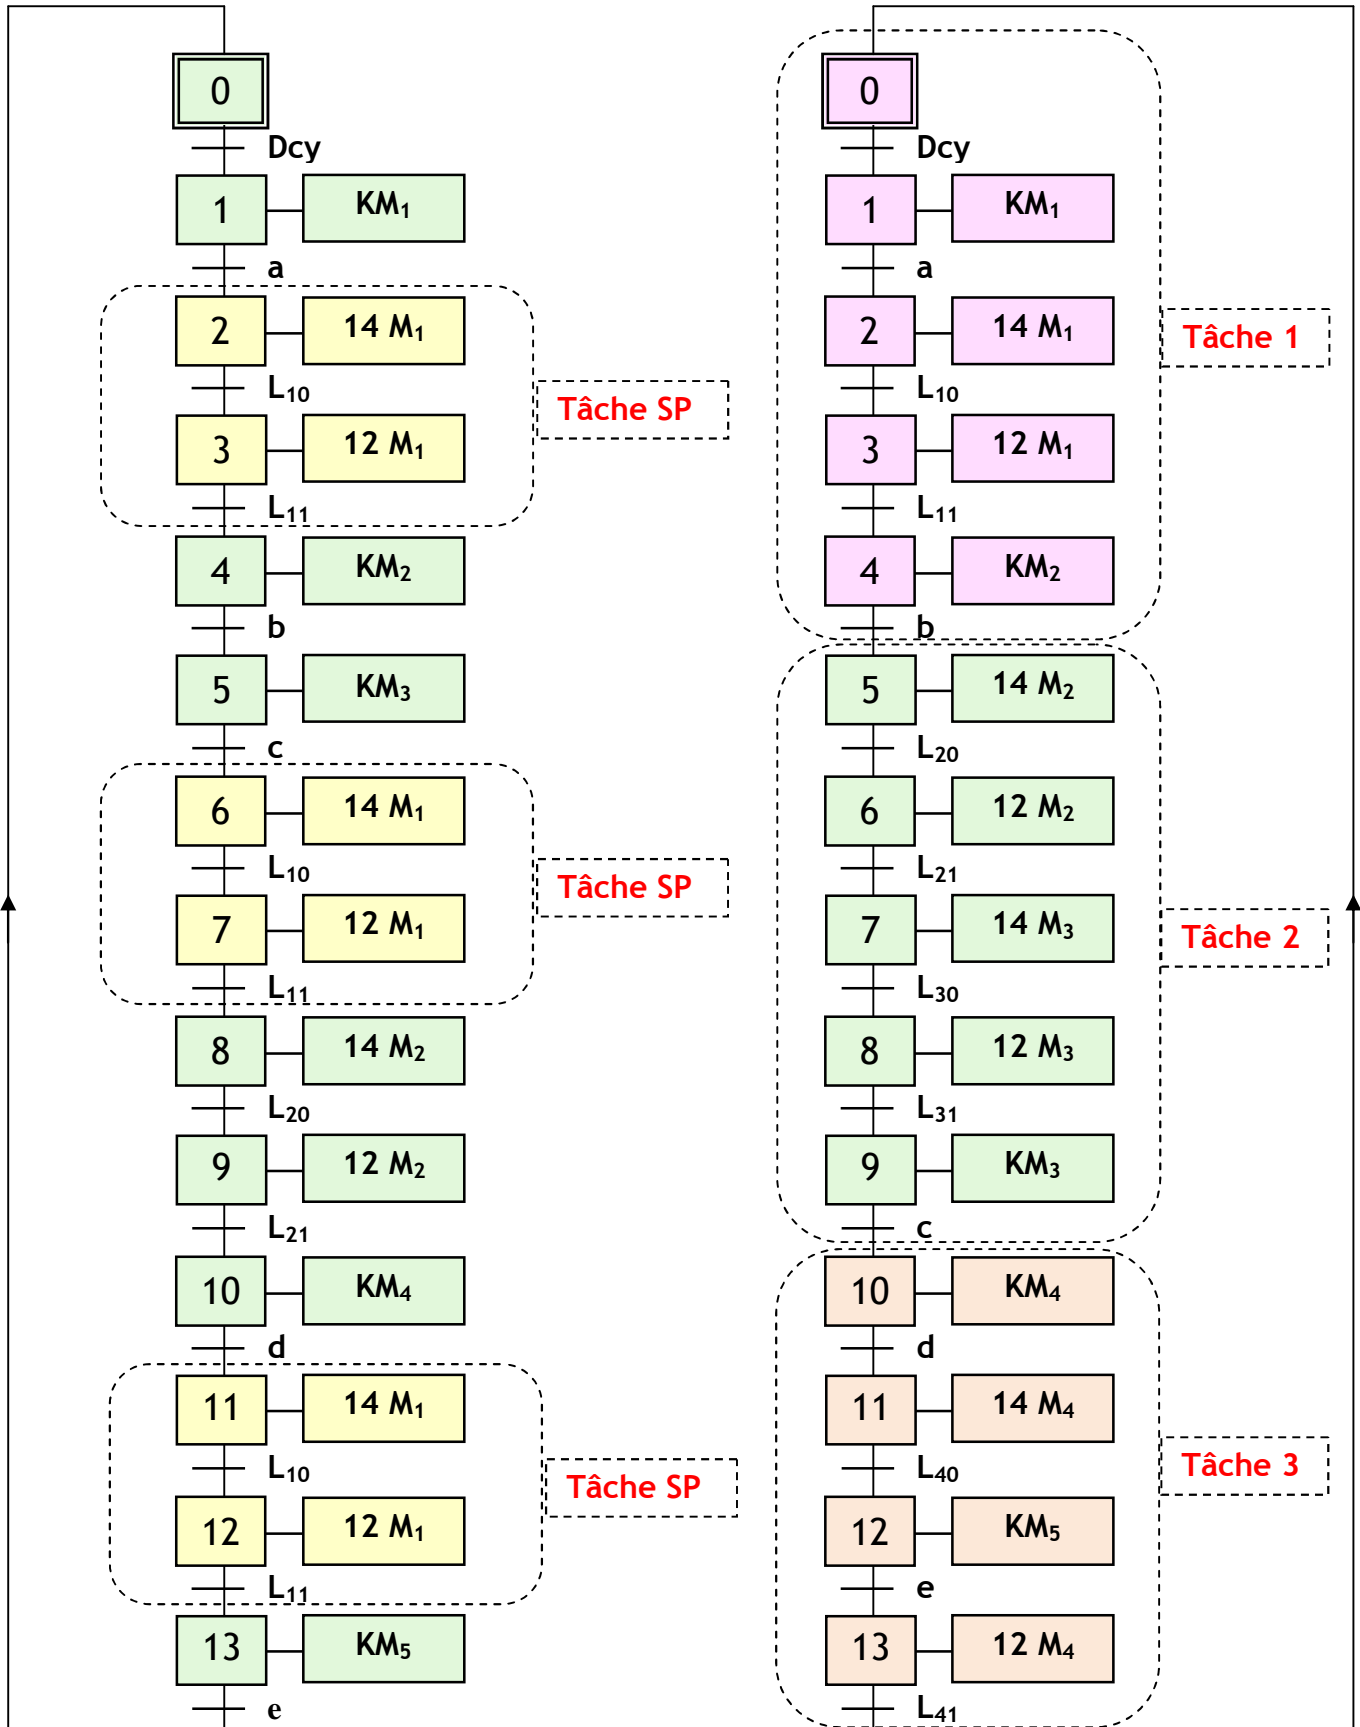 0
Dcy
1 KM₁
a
2 14 M₁
L₁₀
Tâche SP
3 12 M₁
L₁₁
4 KM₂
b
5 KM₃
c
6 14 M₁
L₁₀
Tâche SP
7 12 M₁
L₁₁
8 14 M₂
L₂₀
9 12 M₂
L₂₁
10 KM₄
d
11 14 M₁
L₁₀
Tâche SP
12 12 M₁
L₁₁
13 KM₅
e
0
Dcy
1 KM₁
a
2 14 M₁
Tâche 1
L₁₀
3 12 M₁
L₁₁
4 KM₂
b
5 14 M₂
L₂₀
6 12 M₂
L₂₁
7 14 M₃
Tâche 2
L₃₀
8 12 M₃
L₃₁
9 KM₃
c
10 KM₄
d
11 14 M₄
L₄₀
Tâche 3
12 KM₅
e
13 12 M₄
L₄₁